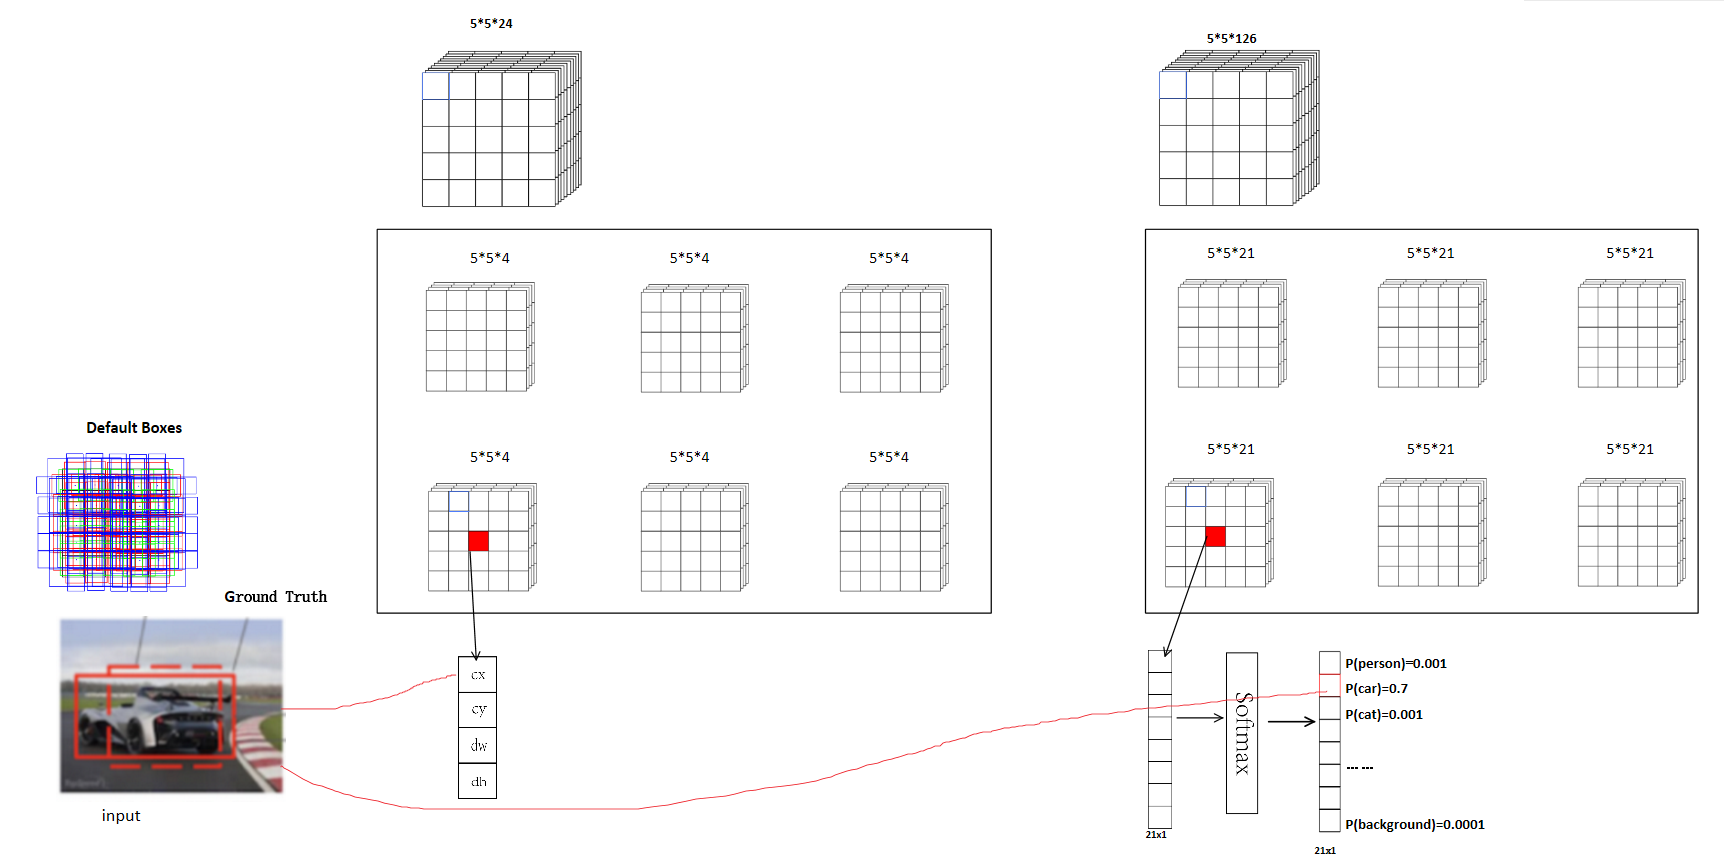 5*5*24
5*5*126
5*5*4
5*5*4
5*5*4
5*5*21
5*5*21
5*5*21
Default Boxes
5*5*4
5*5*4
5*5*4
5*5*21
5*5*21
5*5*21
Ground Truth
input
cx
cy
dw
dh
21x1
Softmax
P(person)=0.001
P(car)=0.7
P(cat)=0.001
... ...
P(background)=0.0001
21x1